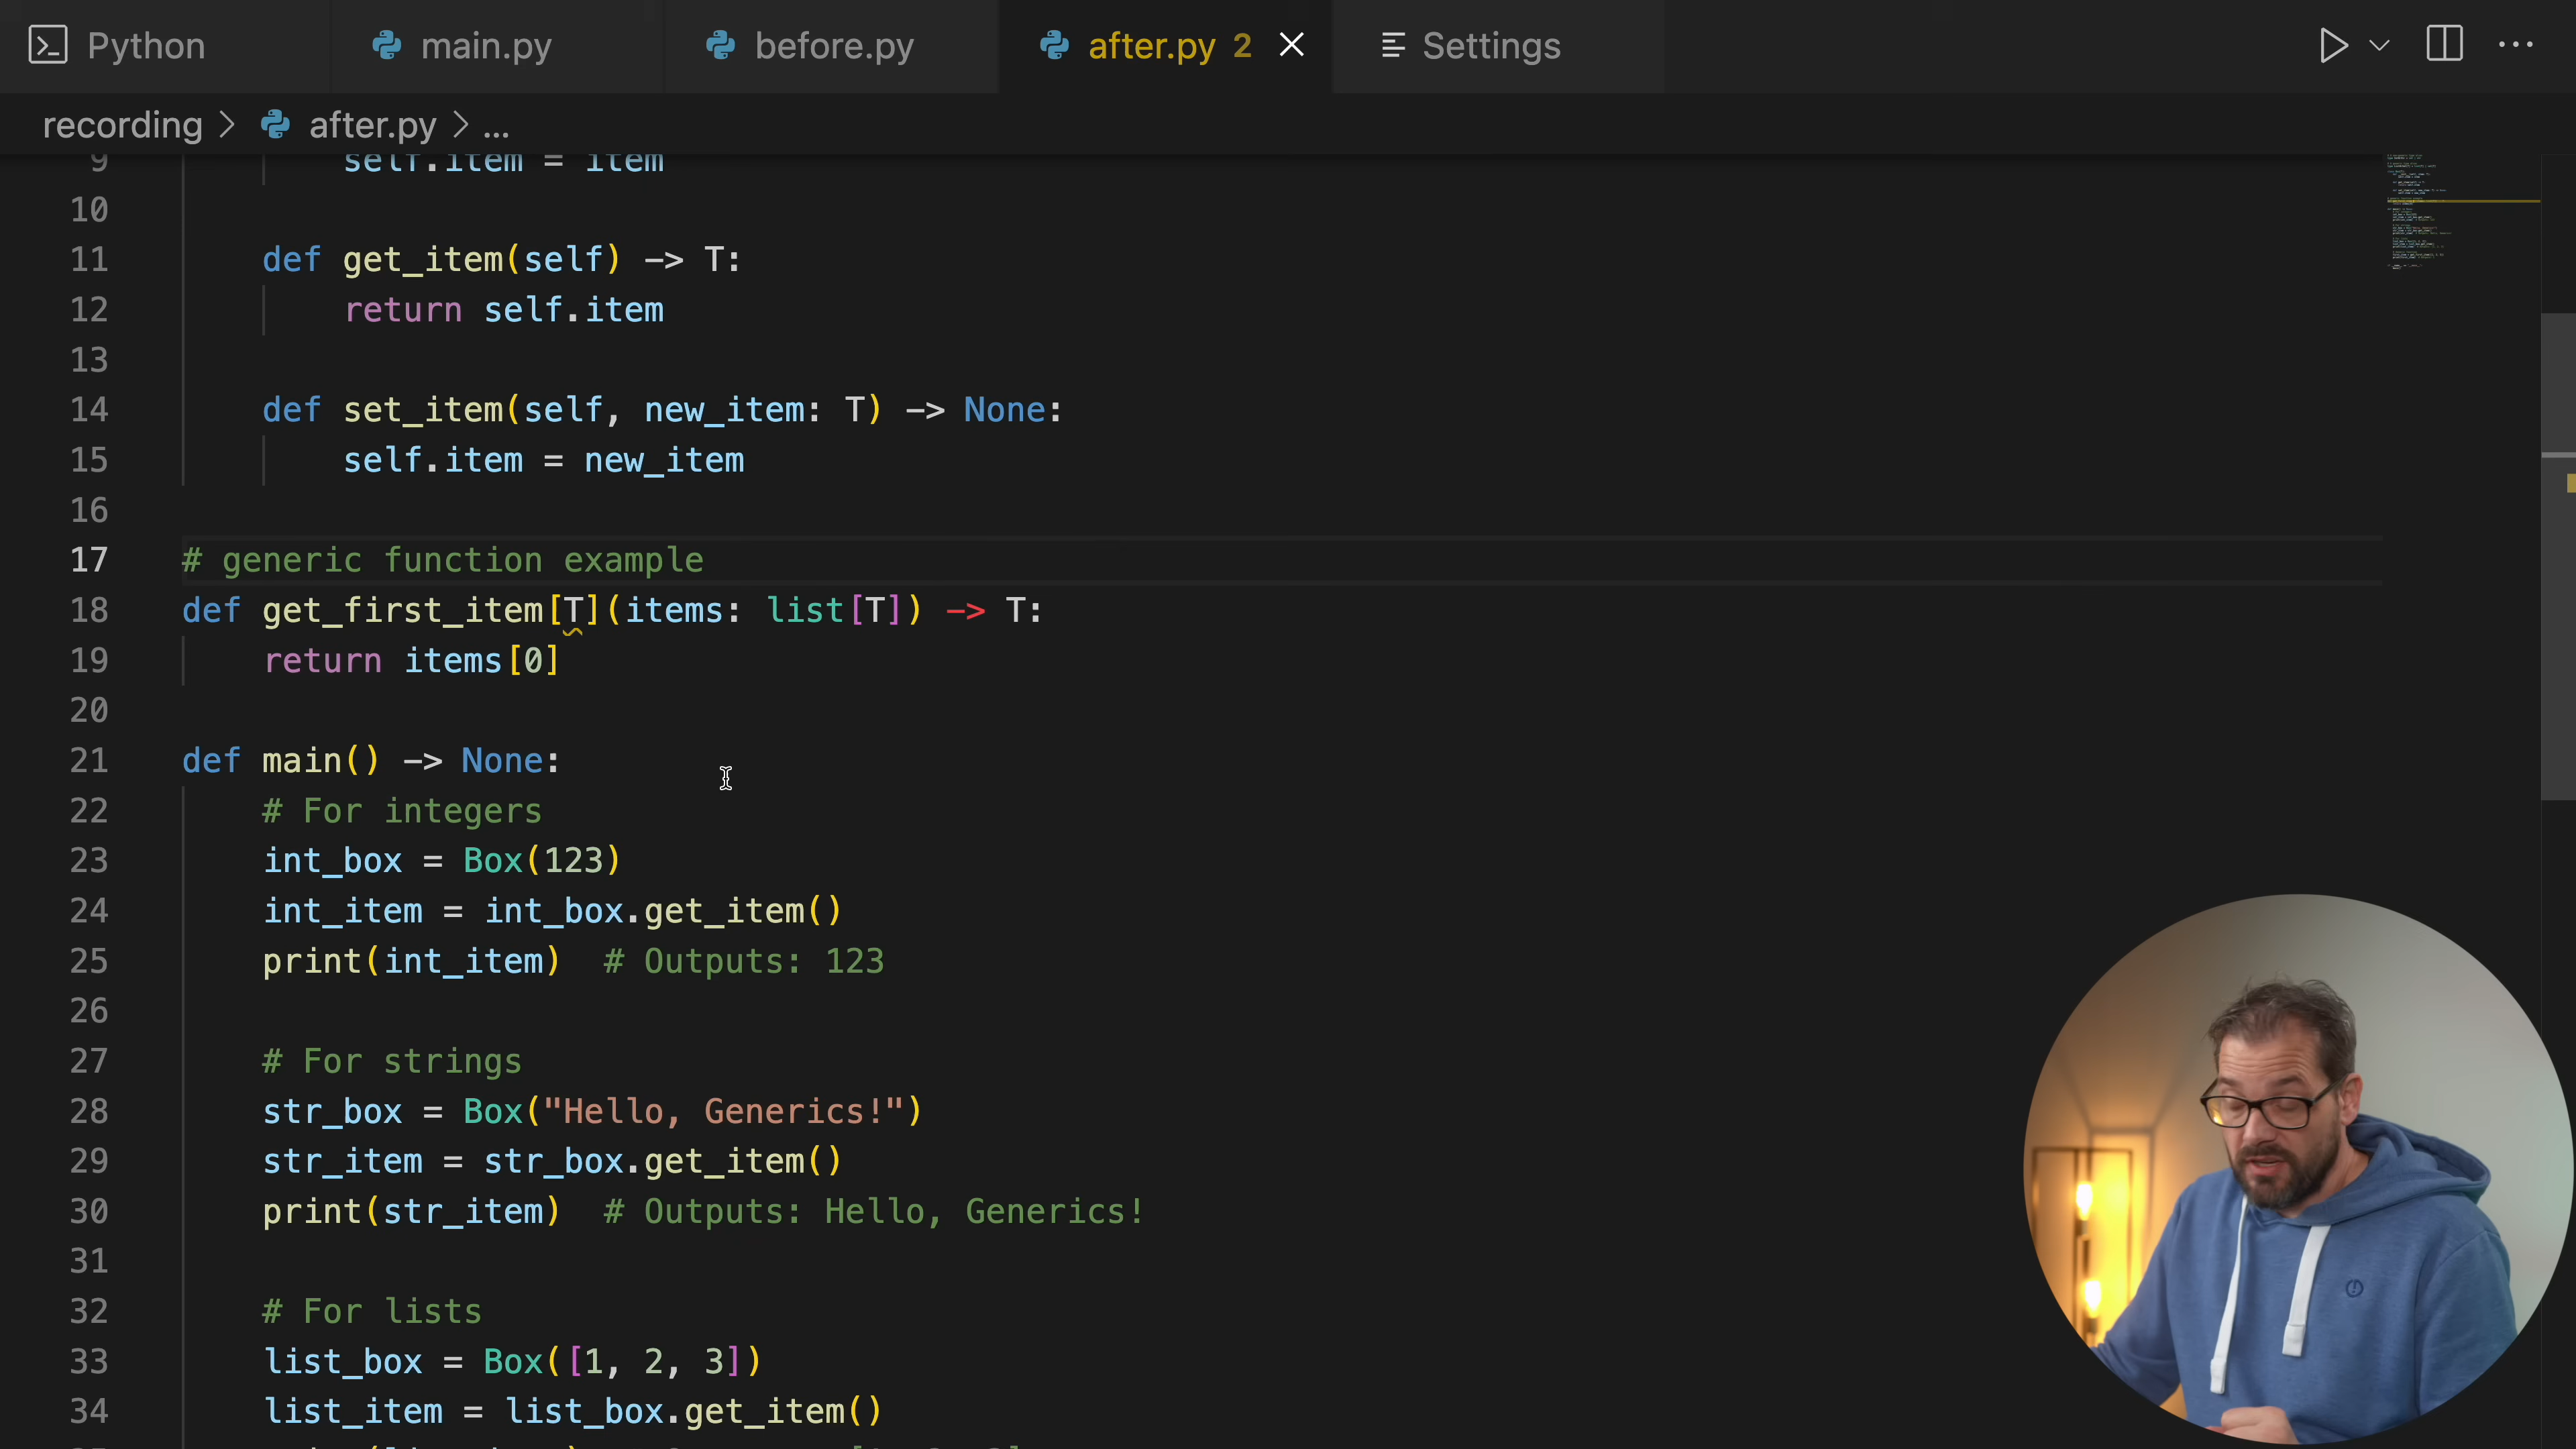 Python
main.py
before.py
after.py 2
Settings
recording > after.py > ...
9 self.item = item
10
11 def get_item(self) -> T:
12 return self.item
13
14 def set_item(self, new_item: T) -> None:
15 self.item = new_item
16
17 # generic function example
18 def get_first_item[T](items: list[T]) -> T:
19 return items[0]
20
21 def main() -> None:
22 # For integers
23 int_box = Box(123)
24 int_item = int_box.get_item()
25 print(int_item)  # Outputs: 123
26
27 # For strings
28 str_box = Box("Hello, Generics!")
29 str_item = str_box.get_item()
30 print(str_item)  # Outputs: Hello, Generics!
31
32 # For lists
33 list_box = Box([1, 2, 3])
34 list_item = list_box.get_item()